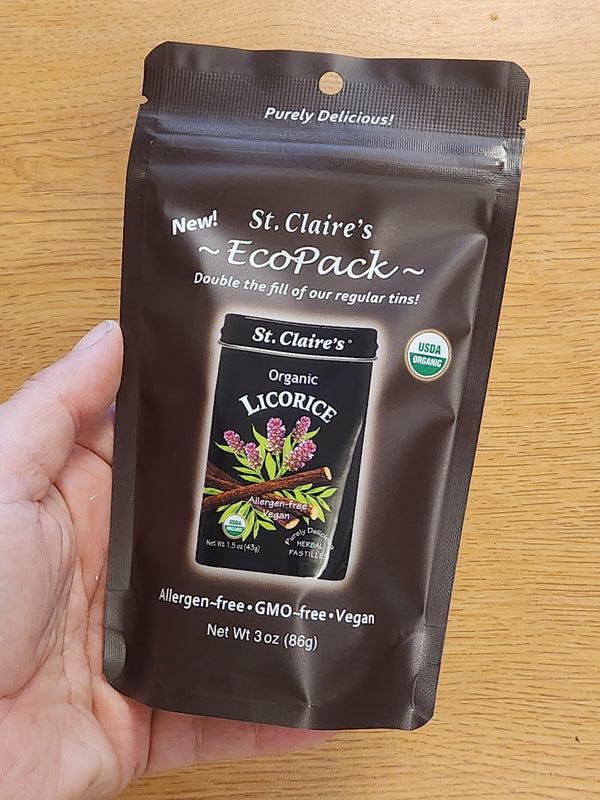 Purely Delicious!
New!
St. Claire's
~ EcoPack ~
Double the fill of our regular tins!
USDA
ORGANIC
St. Claire's®
Organic
LICORICE
Allergen-free
Vegan
USDA
ORGANIC
Net Wt 1.5 oz (43g)
Purely Delicious
HERBAL
PASTILLES
Allergen~free • GMO~free • Vegan
Net Wt 3 oz (86g)